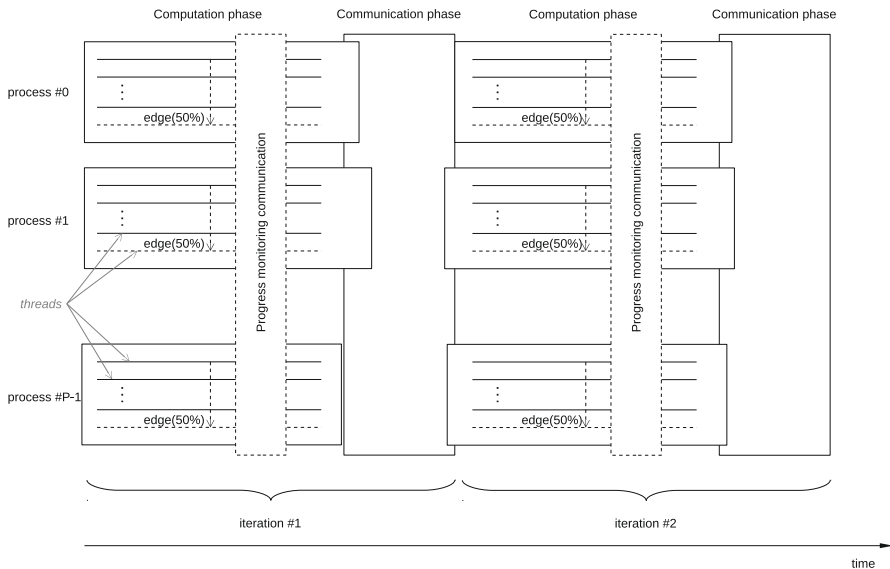 Computation phase
Communication phase
Computation phase
Communication phase
process #0
edge(50%)
edge(50%)
process #1
edge(50%)
edge(50%)
Progress monitoring communication
Progress monitoring communication
threads
process #P-1
edge(50%)
edge(50%)
iteration #1
iteration #2
time